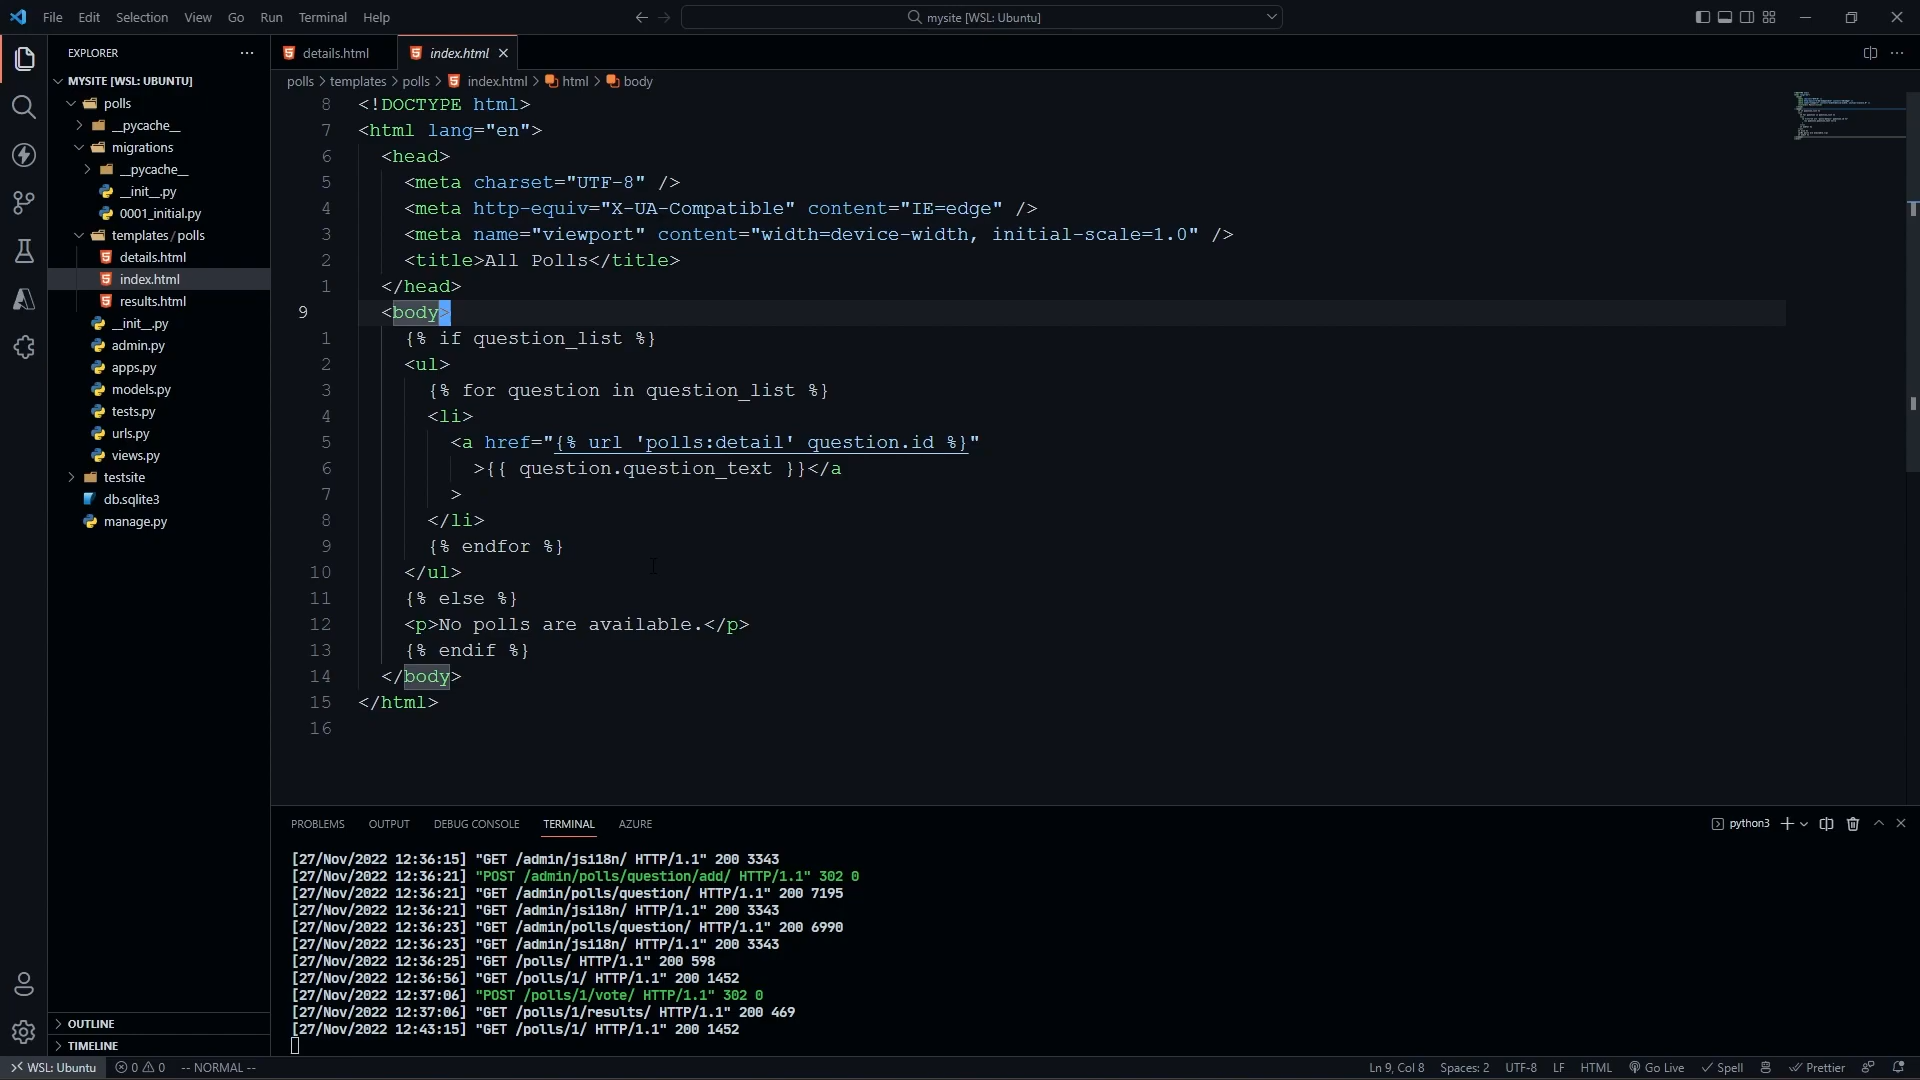 File Edit Selection View Go Run Terminal Help
mysite [WSL: Ubuntu]
EXPLORER
MYSITE [WSL: UBUNTU]
polls
__pycache__
migrations
__pycache__
__init__.py
0001_initial.py
templates/polls
details.html
index.html
results.html
__init__.py
admin.py
apps.py
models.py
tests.py
urls.py
views.py
testsite
db.sqlite3
manage.py
OUTLINE
TIMELINE
details.html index.html
polls > templates > polls > index.html > html > body
8 <!DOCTYPE html>
7 <html lang="en">
6 <head>
5 <meta charset="UTF-8" />
4 <meta http-equiv="X-UA-Compatible" content="IE=edge" />
3 <meta name="viewport" content="width=device-width, initial-scale=1.0" />
2 <title>All Polls</title>
1 </head>
9 <body>
1 {% if question_list %}
2 <ul>
3 {% for question in question_list %}
4 <li>
5 <a href="{% url 'polls:detail' question.id %}"
6 >{{ question.question_text }}</a
7 >
8 </li>
9 {% endfor %}
10 </ul>
11 {% else %}
12 <p>No polls are available.</p>
13 {% endif %}
14 </body>
15 </html>
16
PROBLEMS OUTPUT DEBUG CONSOLE TERMINAL AZURE
python3
[27/Nov/2022 12:36:15] "GET /admin/jsi18n/ HTTP/1.1" 200 3343
[27/Nov/2022 12:36:21] "POST /admin/polls/question/add/ HTTP/1.1" 302 0
[27/Nov/2022 12:36:21] "GET /admin/polls/question/ HTTP/1.1" 200 7195
[27/Nov/2022 12:36:21] "GET /admin/jsi18n/ HTTP/1.1" 200 3343
[27/Nov/2022 12:36:23] "GET /admin/polls/question/ HTTP/1.1" 200 6990
[27/Nov/2022 12:36:23] "GET /admin/jsi18n/ HTTP/1.1" 200 3343
[27/Nov/2022 12:36:25] "GET /polls/ HTTP/1.1" 200 598
[27/Nov/2022 12:36:56] "GET /polls/1/ HTTP/1.1" 200 1452
[27/Nov/2022 12:37:06] "POST /polls/1/vote/ HTTP/1.1" 302 0
[27/Nov/2022 12:37:06] "GET /polls/1/results/ HTTP/1.1" 200 469
[27/Nov/2022 12:43:15] "GET /polls/1/ HTTP/1.1" 200 1452
WSL: Ubuntu 0 0 -- NORMAL -- Ln 9, Col 8 Spaces: 2 UTF-8 LF HTML Go Live Spell Prettier